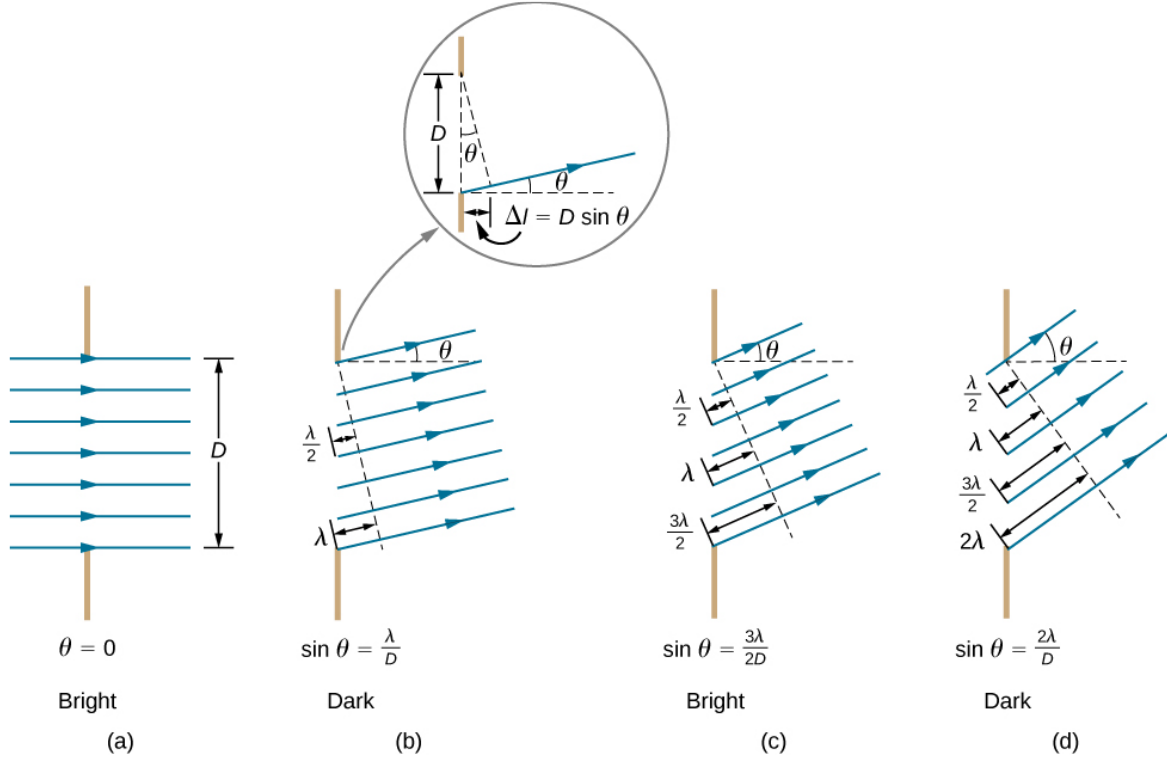 D
θ
θ
Δl = D sin θ
D
θ = 0
Bright
(a)
θ
λ/2
λ
sin θ = λ/D
Dark
(b)
θ
λ/2
λ
3λ/2
sin θ = 3λ/2D
Bright
(c)
θ
λ/2
λ
3λ/2
2λ
sin θ = 2λ/D
Dark
(d)